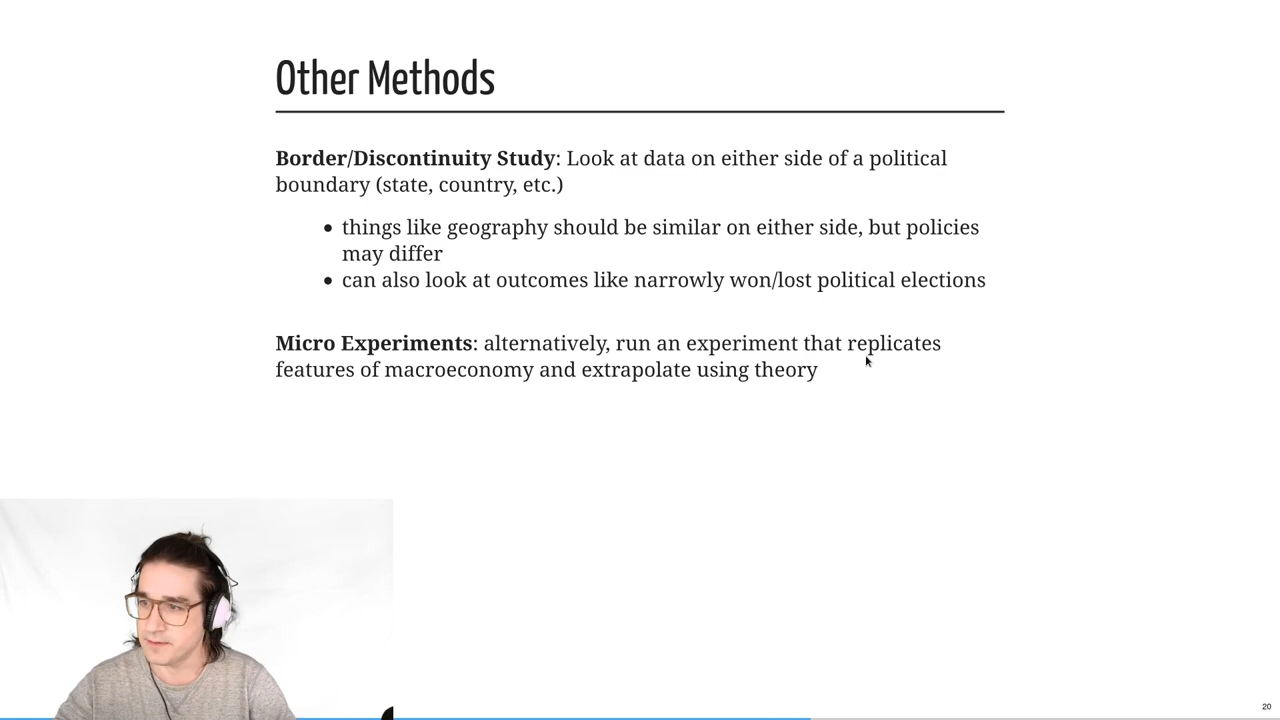 Other Methods
Border/Discontinuity Study: Look at data on either side of a political
boundary (state, country, etc.)
• things like geography should be similar on either side, but policies
may differ
• can also look at outcomes like narrowly won/lost political elections
Micro Experiments: alternatively, run an experiment that replicates
features of macroeconomy and extrapolate using theory
20